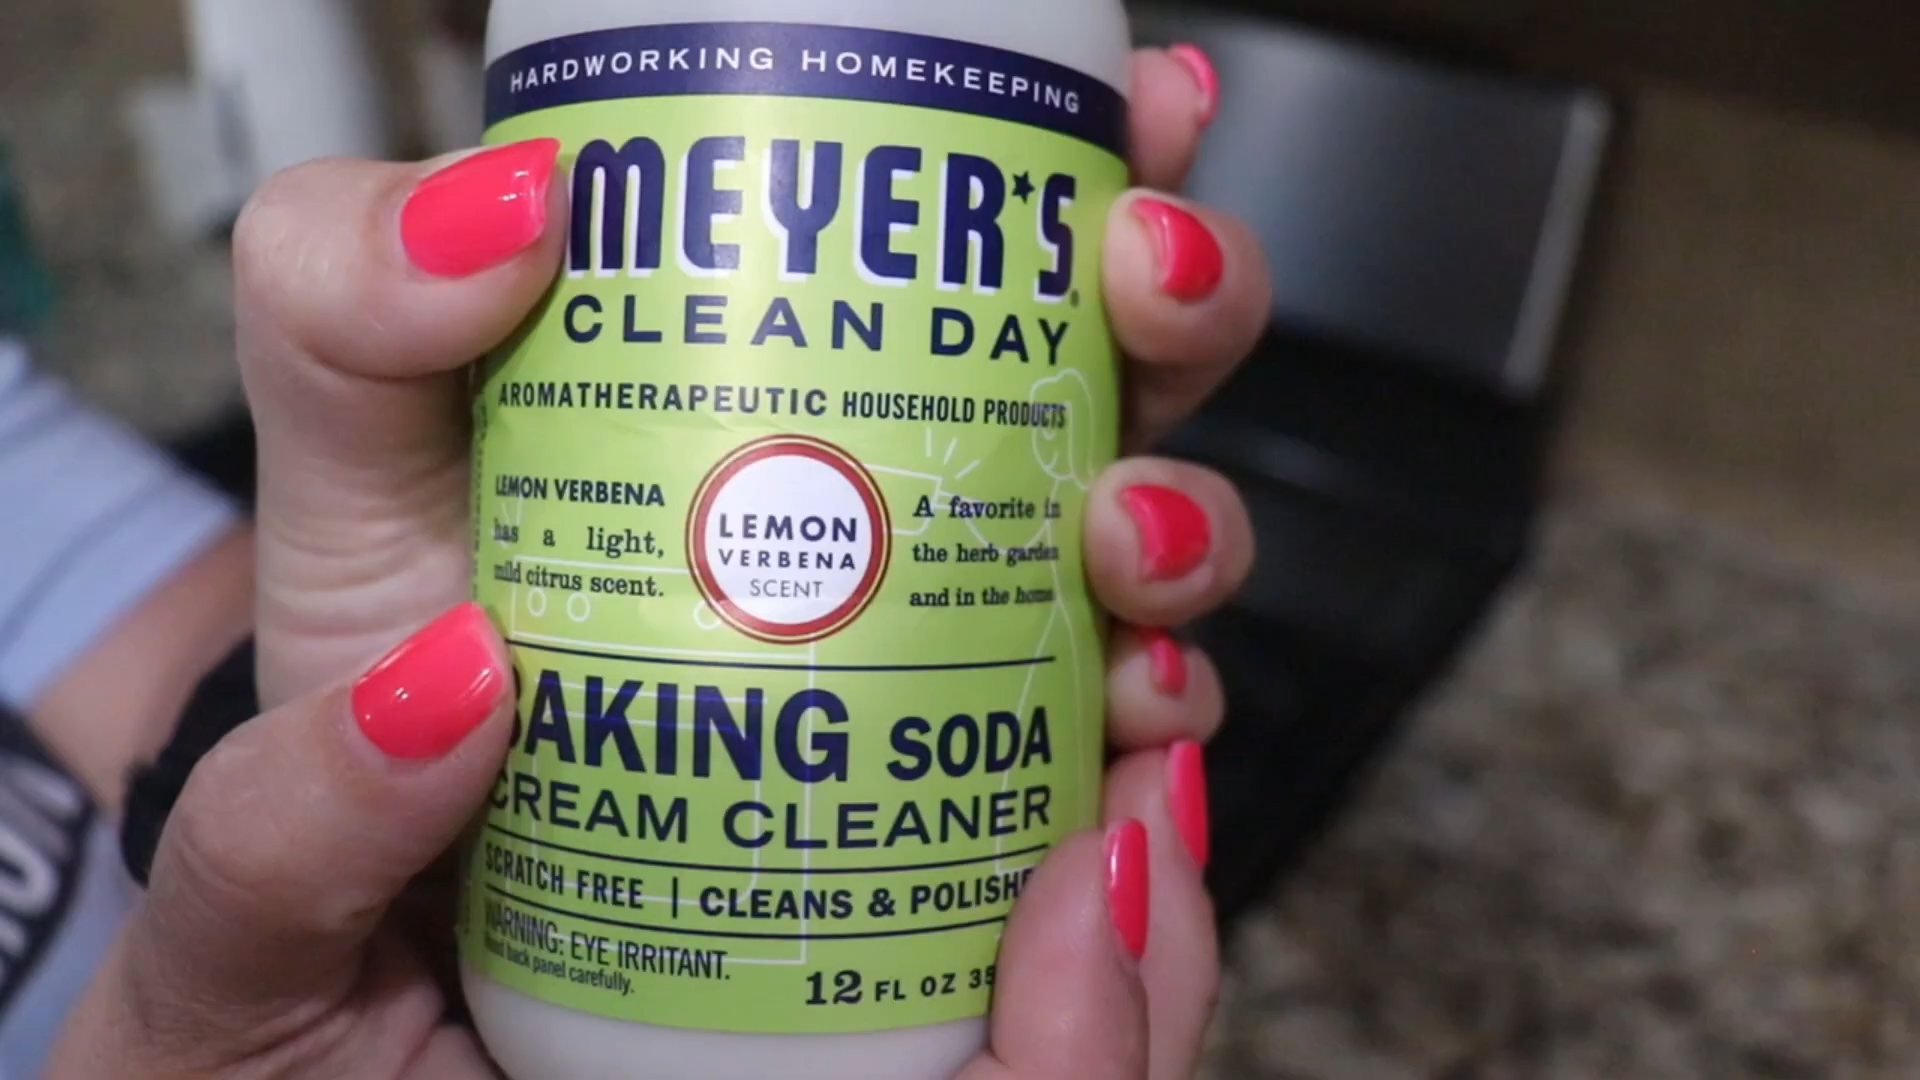 HARDWORKING HOMEKEEPING
MEYER'S
CLEAN DAY
AROMATHERAPEUTIC HOUSEHOLD PRODUCTS
LEMON VERBENA
has a light,
mild citrus scent.
LEMON
VERBENA
SCENT
A favorite in
the herb garden
and in the home
BAKING SODA
CREAM CLEANER
SCRATCH FREE | CLEANS & POLISHE
WARNING: EYE IRRITANT.
back panel carefully.
12 FL OZ